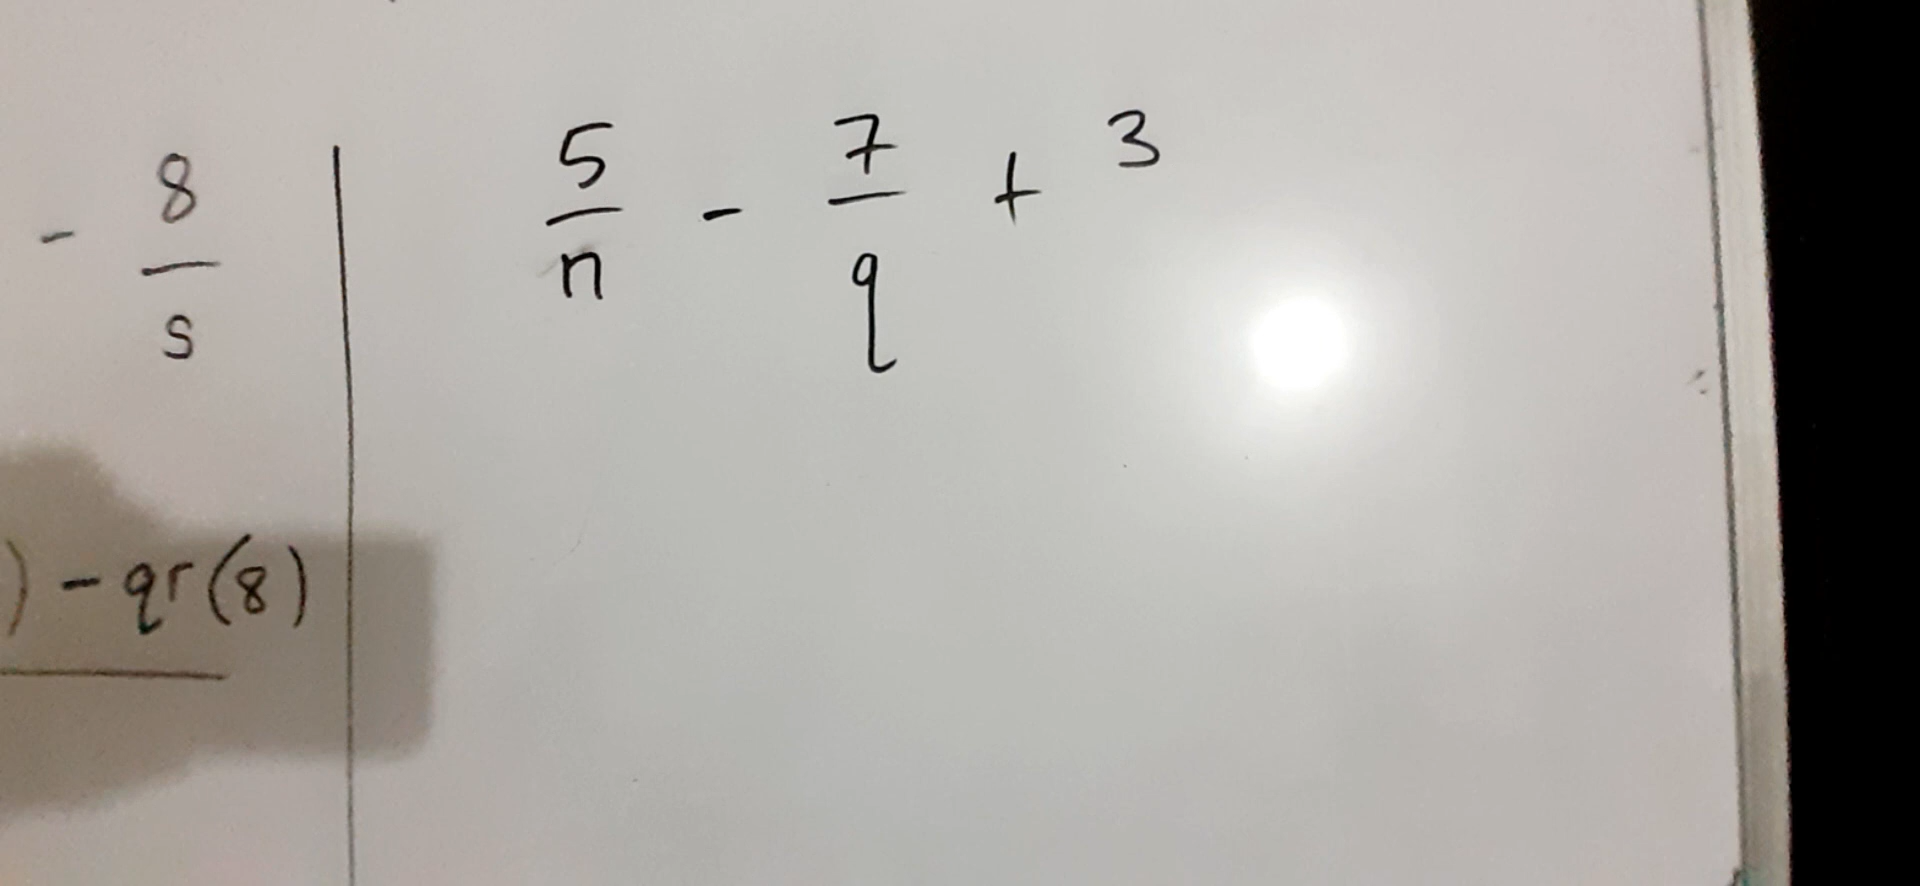 - 8/s
) - qr(8)
5/n - 7/q + 3